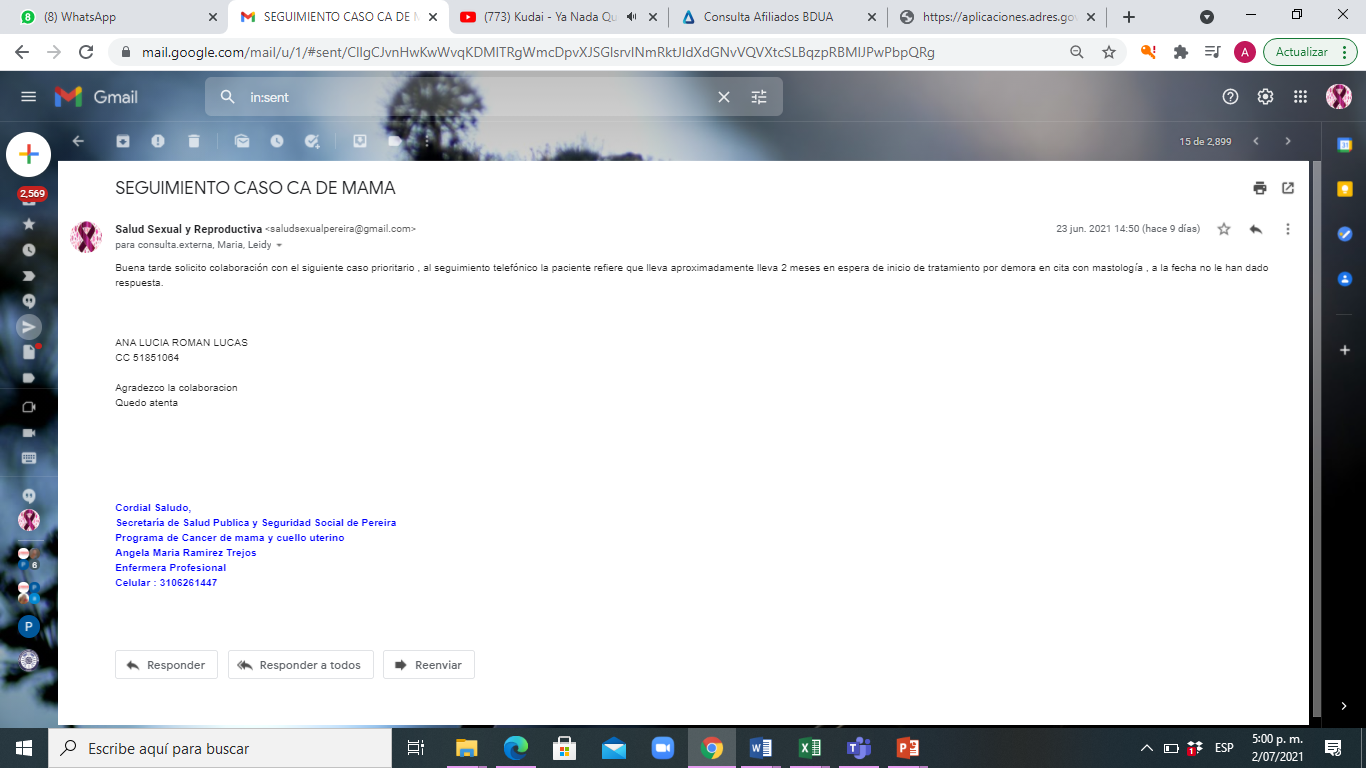 (8) WhatsApp
SEGUIMIENTO CASO CA DE M
(773) Kudai - Ya Nada Qu
Consulta Afiliados BDUA
https://aplicaciones.adres.gov
mail.google.com/mail/u/1/#sent/
A
Actualizar
Gmail
in:sent
15 de 2,899
2,569
SEGUIMIENTO CASO CA DE MAMA
Salud Sexual y Reproductiva <saludsexualpereira@gmail.com>
23 jun. 2021 14:50 (hace 9 días)
para consulta.externa, Maria, Leidy
Buena tarde solicito colaboración con el siguiente caso prioritario , al seguimiento telefónico la paciente refiere que lleva aproximadamente lleva 2 meses en espera de inicio de tratamiento por demora en cita con mastología , a la fecha no le han dado
respuesta.
ANA LUCIA ROMAN LUCAS
CC 51851064
Agradezco la colaboracion
Quedo atenta
Cordial Saludo,
Secretaria de Salud Publica y Seguridad Social de Pereira
Programa de Cancer de mama y cuello uterino
Angela Maria Ramirez Trejos
Enfermera Profesional
Celular : 3106261447
6
P
Responder
Responder a todos
Reenviar
Escribe aquí para buscar
ESP
5:00 p. m.
2/07/2021